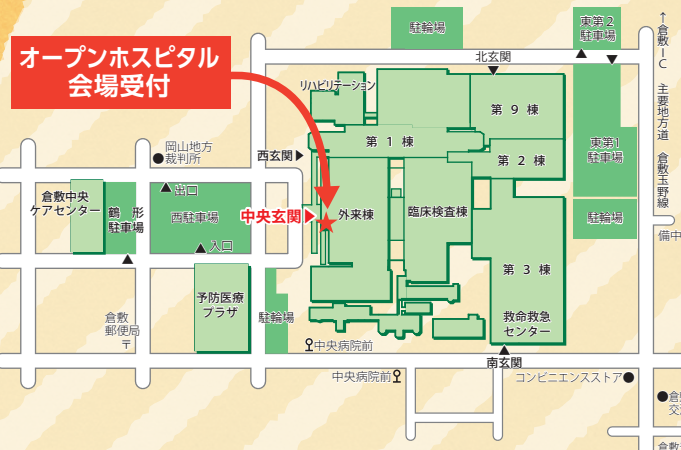 オープンホスピタル
会場受付
駐輪場
東第2
駐車場
↑倉敷IC 主要地方道 倉敷玉野線
北玄関
リハビリテーション
第9棟
第1棟
第2棟
東第1
駐車場
岡山地方
裁判所
西玄関
出口
倉敷中央
ケアセンター
鶴形
駐車場
西駐車場
中央玄関
外来棟
臨床検査棟
駐輪場
備中
入口
第3棟
予防医療
プラザ
駐輪場
救命救急
センター
倉敷
郵便局
〒
中央病院前
南玄関
中央病院前
コンビニエンスストア